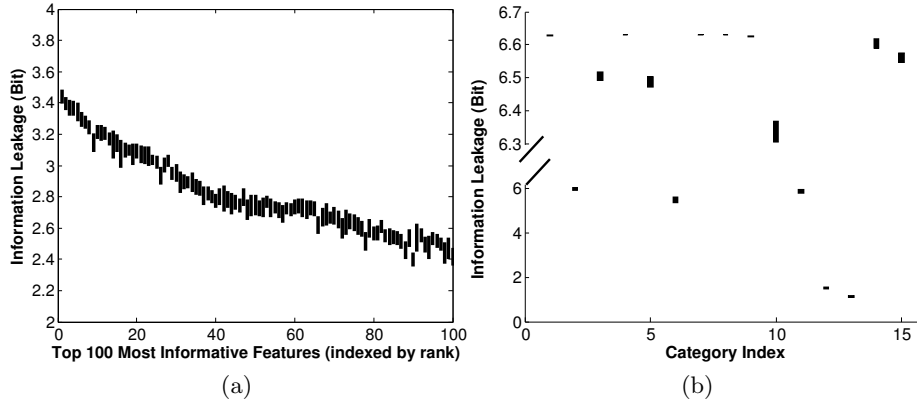 4
3.8
3.6
3.4
3.2
3
2.8
2.6
2.4
2.2
2
0 20 40 60 80 100
Information Leakage (Bit)
Top 100 Most Informative Features (indexed by rank)
(a)
6.7
6.6
6.5
6.3
6
4
2
0
0 5 10 15
Information Leakage (Bit)
Category Index
(b)